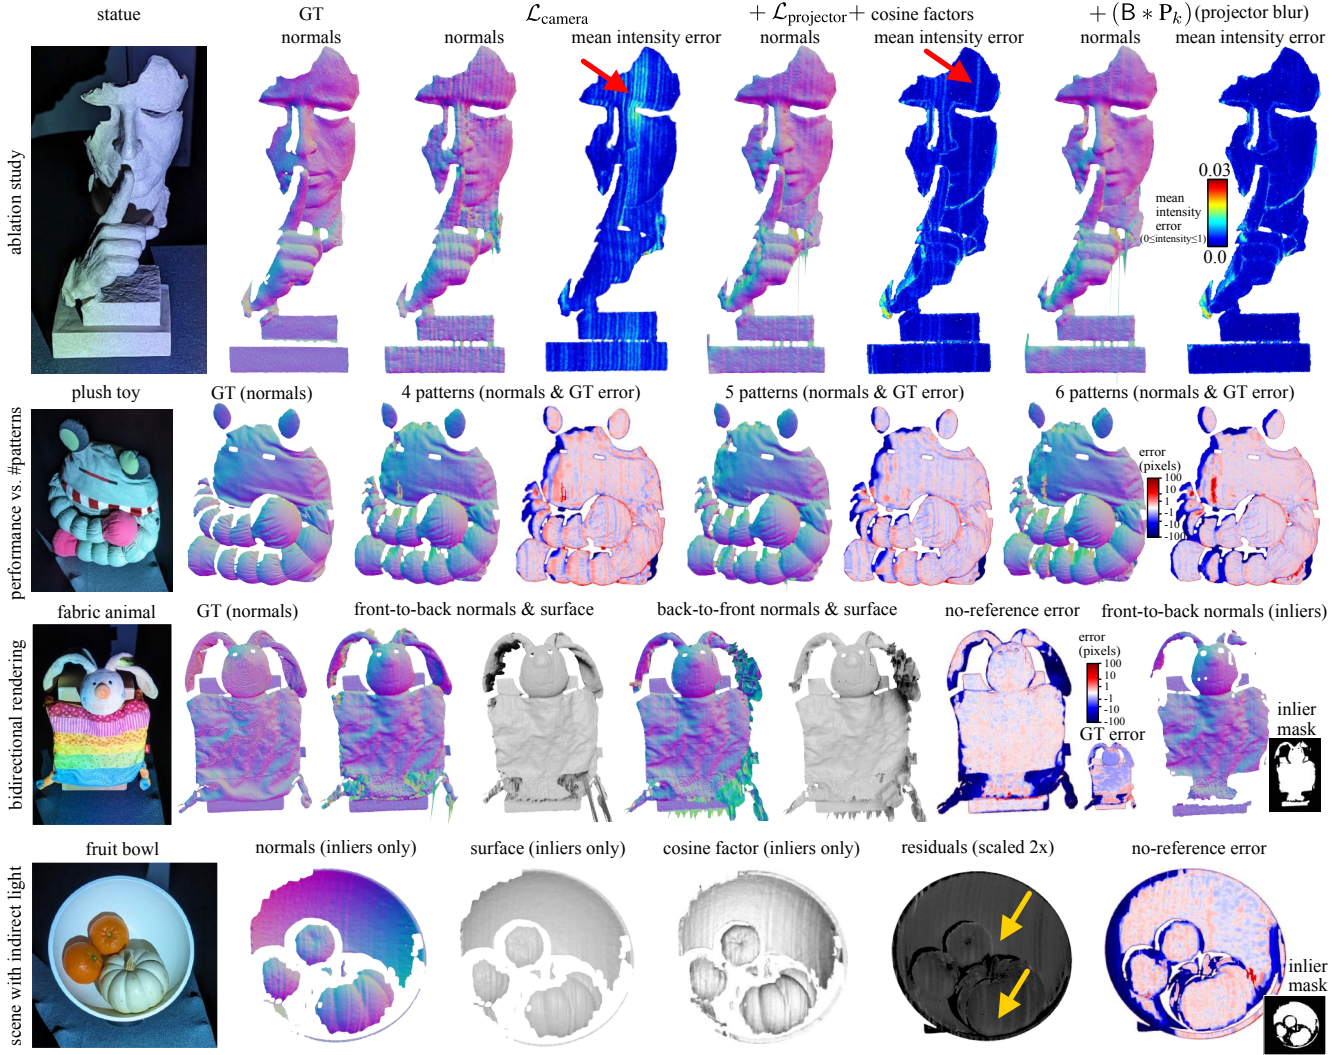 statue GT 𝓛camera + 𝓛projector + cosine factors + (B ∗ Pk) (projector blur)
normals normals mean intensity error normals mean intensity error normals mean intensity error
ablation study
0.03
mean
intensity
error
(0≤intensity≤1)
0.0
plush toy GT (normals) 4 patterns (normals & GT error) 5 patterns (normals & GT error) 6 patterns (normals & GT error)
performance vs. #patterns
error
(pixels)
100
10
1
-1
-10
-100
fabric animal GT (normals) front-to-back normals & surface back-to-front normals & surface no-reference error front-to-back normals (inliers)
bidirectional rendering
error
(pixels)
100
10
1
-1
-10
-100
GT error
inlier
mask
fruit bowl normals (inliers only) surface (inliers only) cosine factor (inliers only) residuals (scaled 2x) no-reference error
scene with indirect light
inlier
mask